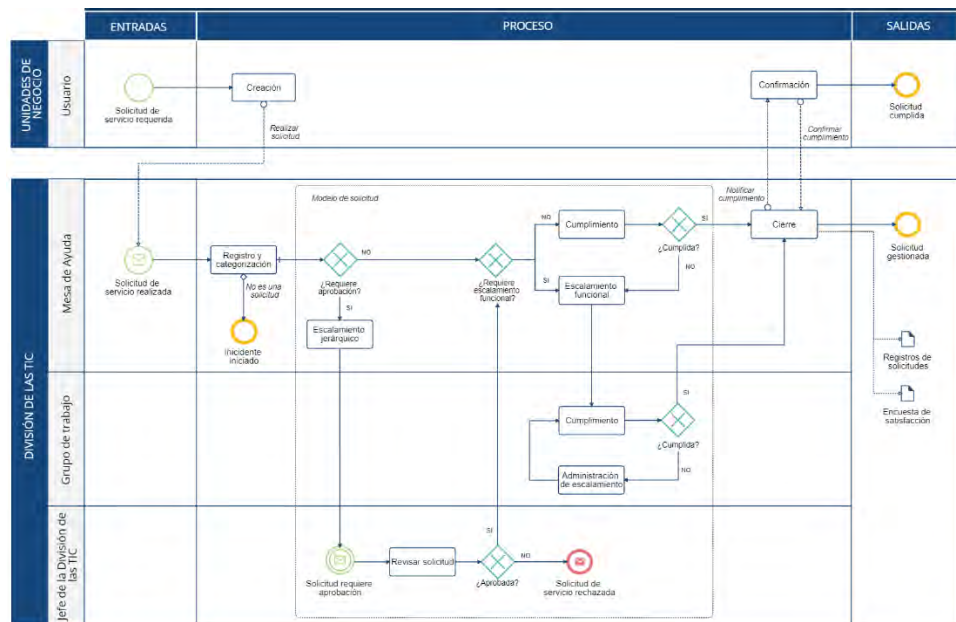 ENTRADAS
PROCESO
SALIDAS
UNIDADES DE
NEGOCIO
Usuario
Solicitud de
servicio requerida
Creación
Realizar
solicitud
Confirmación
Confirmar
cumplimiento
Solicitud
cumplida
DIVISIÓN DE LAS TIC
Mesa de Ayuda
Modelo de solicitud
Notificar
cumplimiento
Solicitud de
servicio realizada
Registro y
categorización
No es una
solicitud
Inicidente
iniciado
¿Requiere
aprobación?
NO
SI
Escalamiento
jerárquico
¿Requiere
escalamiento
funcional?
NO
SI
Cumplimiento
Escalamiento
funcional
¿Cumplida?
SI
NO
Cierre
Solicitud
gestionada
Registros de
solicitudes
Encuesta de
satisfacción
Grupo de trabajo
Cumplimiento
¿Cumplida?
SI
NO
Administración
de escalamiento
Jefe de la División de
las TIC
Solicitud requiere
aprobación
Revisar solicitud
¿Aprobada?
SI
NO
Solicitud de
servicio rechazada